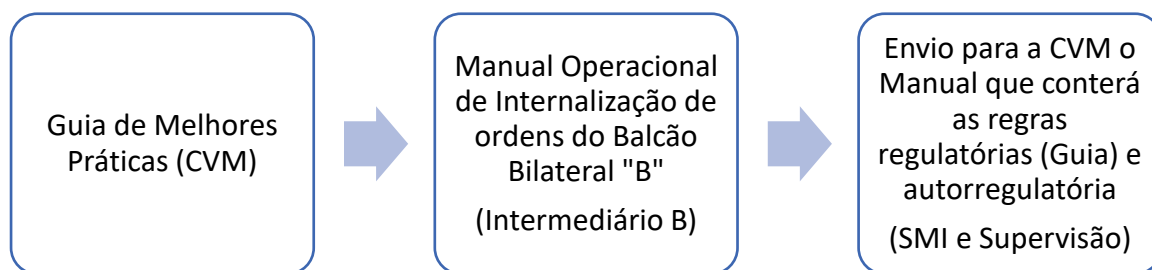 Guia de Melhores
Práticas (CVM)
Manual Operacional
de Internalização de
ordens do Balcão
Bilateral "B"
(Intermediário B)
Envio para a CVM o
Manual que conterá
as regras
regulatórias (Guia) e
autorregulatória
(SMI e Supervisão)